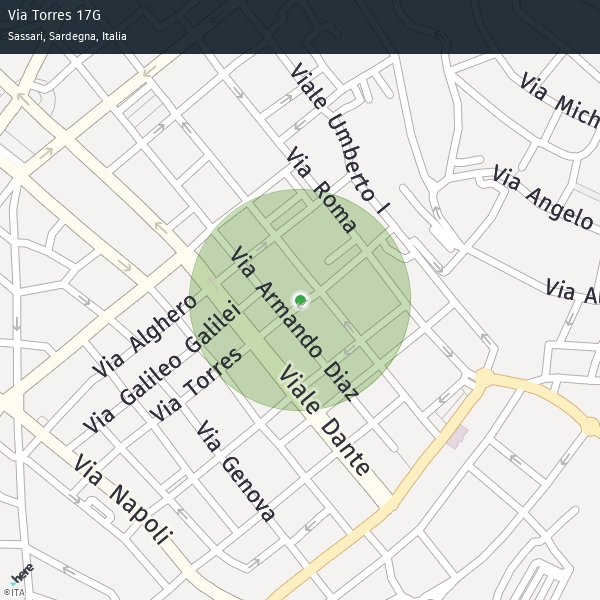 Via Torres 17G
Sassari, Sardegna, Italia
Viale Umberto I
Via Mich
Via Roma
Via Angelo
Via Armando Diaz
Via Al
Via Alghero
Via Galileo Galilei
Via Torres
Viale Dante
Via Genova
Via Napoli
here
©ITA